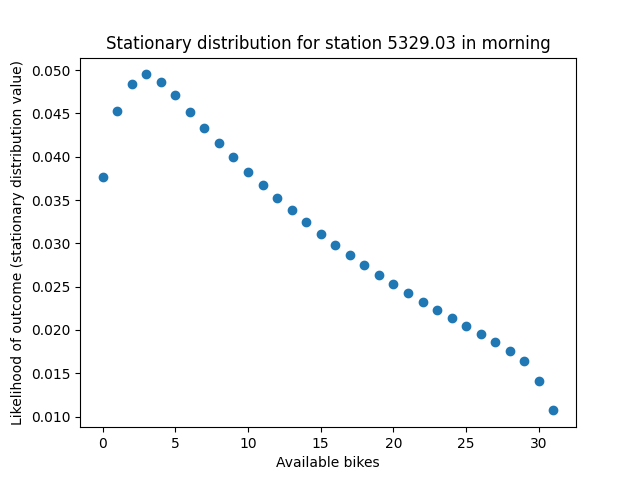 Stationary distribution for station 5329.03 in morning
Likelihood of outcome (stationary distribution value)
0.050
0.045
0.040
0.035
0.030
0.025
0.020
0.015
0.010
0 5 10 15 20 25 30
Available bikes